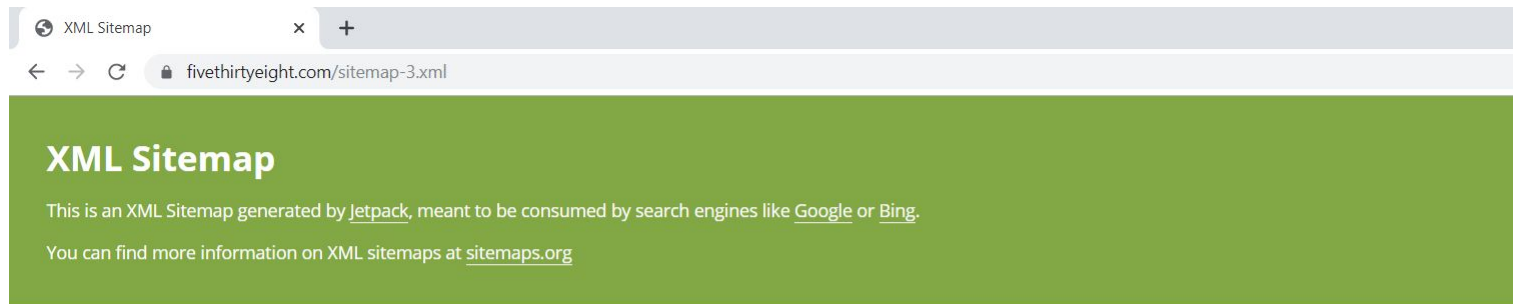 XML Sitemap
fivethirtyeight.com/sitemap-3.xml
XML Sitemap
This is an XML Sitemap generated by Jetpack, meant to be consumed by search engines like Google or Bing.
You can find more information on XML sitemaps at sitemaps.org